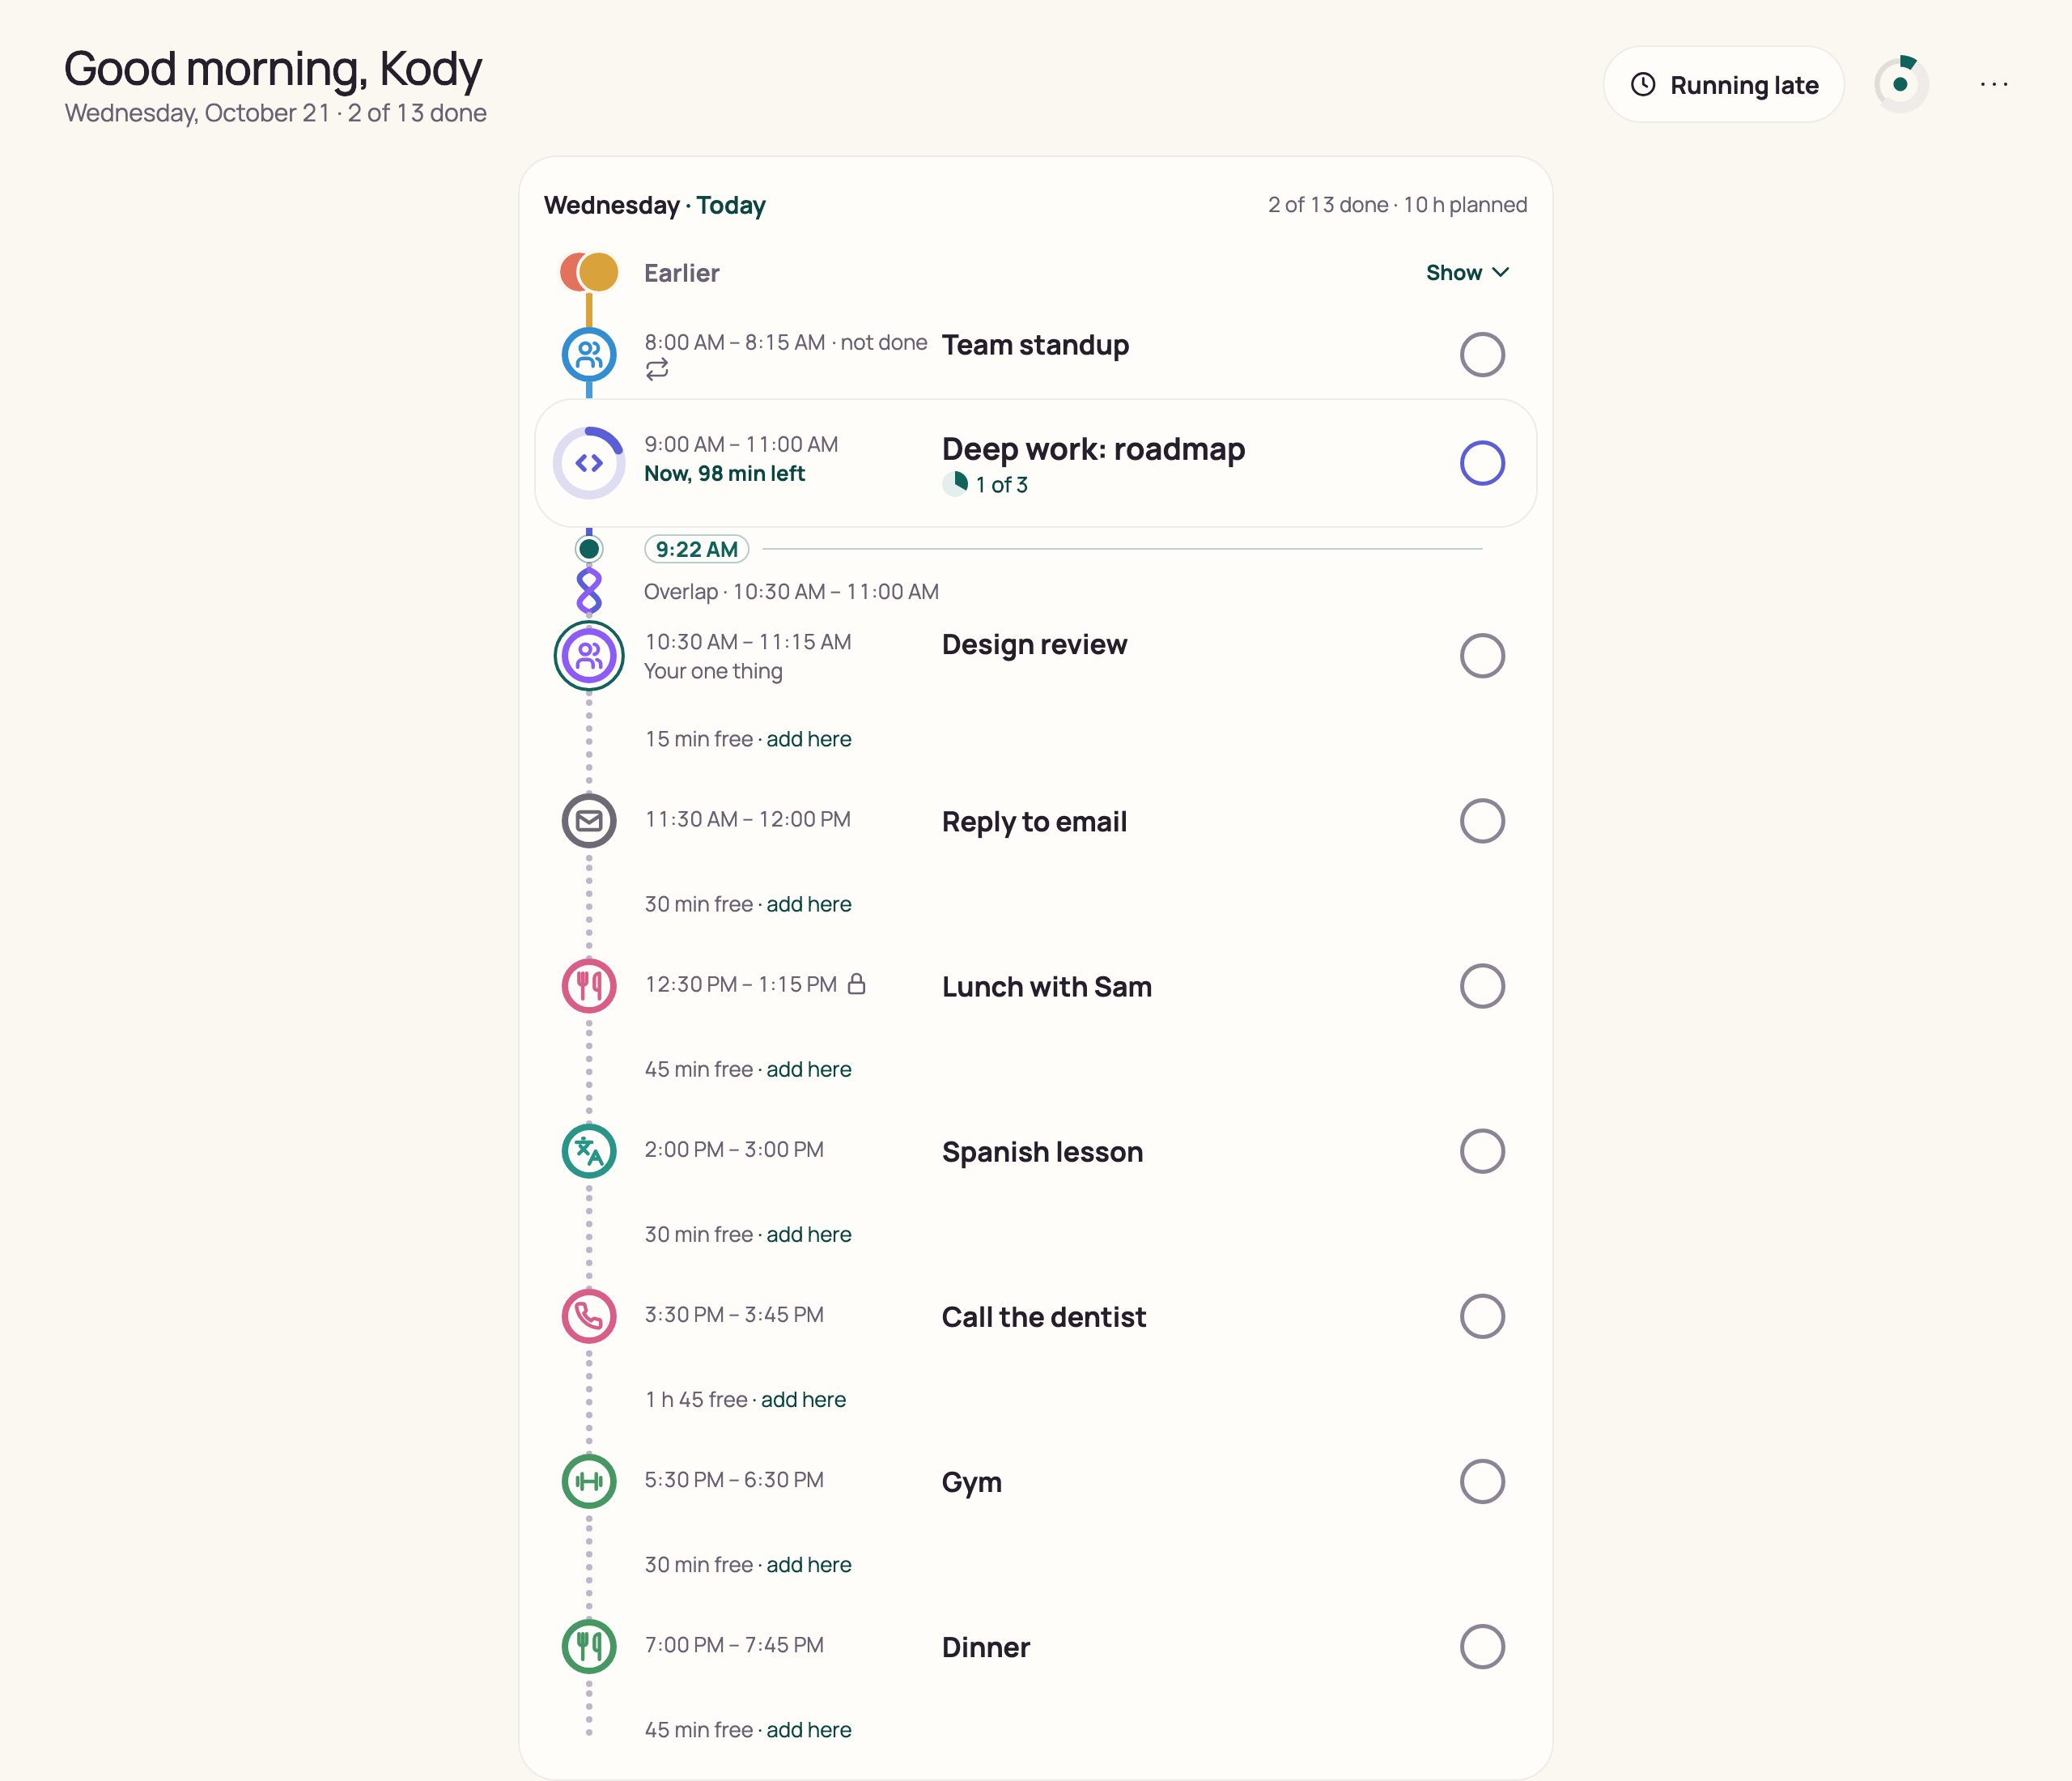 Good morning, Kody
Wednesday, October 21 · 2 of 13 done
Running late
Wednesday · Today
2 of 13 done · 10 h planned
Earlier
Show
8:00 AM – 8:15 AM · not done
Team standup
9:00 AM – 11:00 AM
Deep work: roadmap
Now, 98 min left
1 of 3
9:22 AM
Overlap · 10:30 AM – 11:00 AM
10:30 AM – 11:15 AM
Design review
Your one thing
15 min free · add here
11:30 AM – 12:00 PM
Reply to email
30 min free · add here
12:30 PM – 1:15 PM
Lunch with Sam
45 min free · add here
2:00 PM – 3:00 PM
Spanish lesson
30 min free · add here
3:30 PM – 3:45 PM
Call the dentist
1 h 45 free · add here
5:30 PM – 6:30 PM
Gym
30 min free · add here
7:00 PM – 7:45 PM
Dinner
45 min free · add here